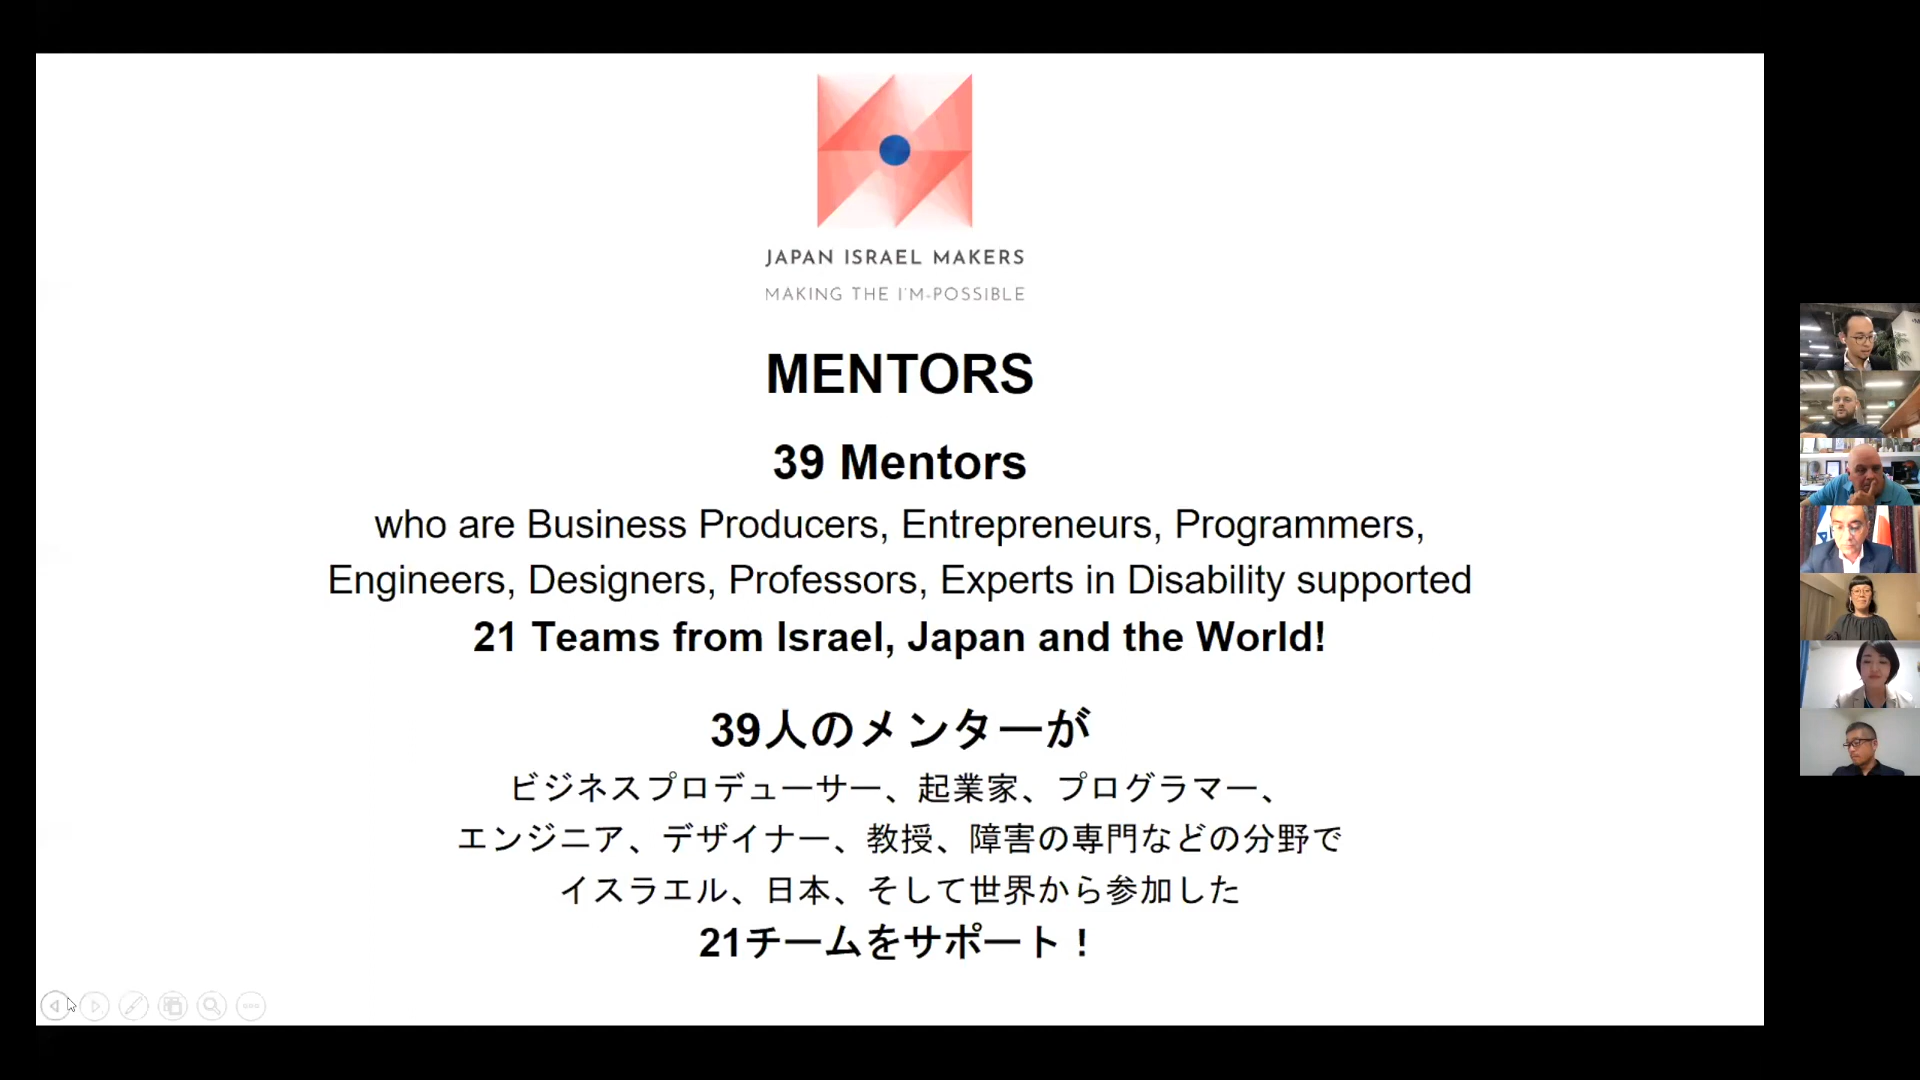 JAPAN ISRAEL MAKERS
MAKING THE I'M-POSSIBLE
MENTORS
39 Mentors
who are Business Producers, Entrepreneurs, Programmers,
Engineers, Designers, Professors, Experts in Disability supported
21 Teams from Israel, Japan and the World!
39人のメンターが
ビジネスプロデューサー、起業家、プログラマー、
エンジニア、デザイナー、教授、障害の専門などの分野で
イスラエル、日本、そして世界から参加した
21チームをサポート！